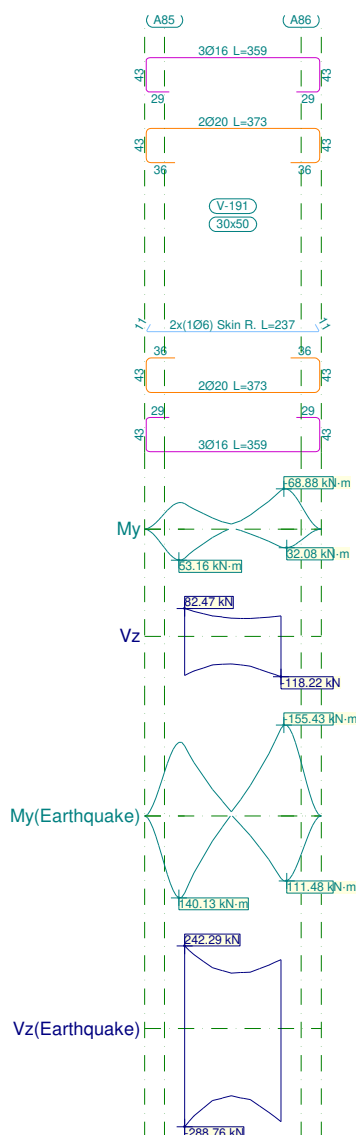 A85 A86
3Ø16 L=359
43 43
29 29
2Ø20 L=373
43 43
36 36
V-191
30x50
11 2x(1Ø6) Skin R. L=237 11
36 36
43 43
2Ø20 L=373
29 29
43 43
3Ø16 L=359
-68.88 kN·m
My
53.16 kN·m 32.08 kN·m
82.47 kN
Vz
-118.22 kN
-155.43 kN·m
My(Earthquake)
140.13 kN·m 111.48 kN·m
242.29 kN
Vz(Earthquake)
-288.76 kN